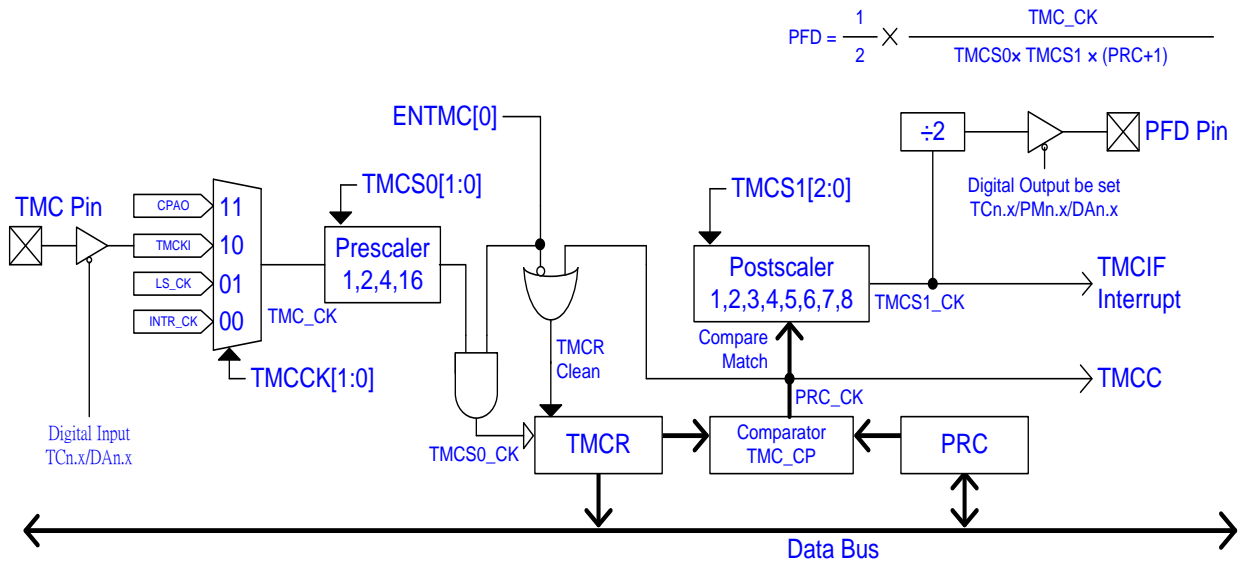 PFD = 1 / 2 × TMC_CK / TMCS0× TMCS1 × (PRC+1)
ENTMC[0]
÷2
PFD Pin
TMCS0[1:0]
TMCS1[2:0]
Digital Output be set
TCn.x/PMn.x/DAn.x
TMC Pin
CPAO 11
TMCKI 10
LS_CK 01
INTR_CK 00
TMC_CK
TMCCK[1:0]
Prescaler
1,2,4,16
Postscaler
1,2,3,4,5,6,7,8
TMCS1_CK
TMCIF
Interrupt
Compare
Match
TMCR
Clean
TMCC
PRC_CK
Digital Input
TCn.x/DAn.x
TMCS0_CK
TMCR
Comparator
TMC_CP
PRC
Data Bus